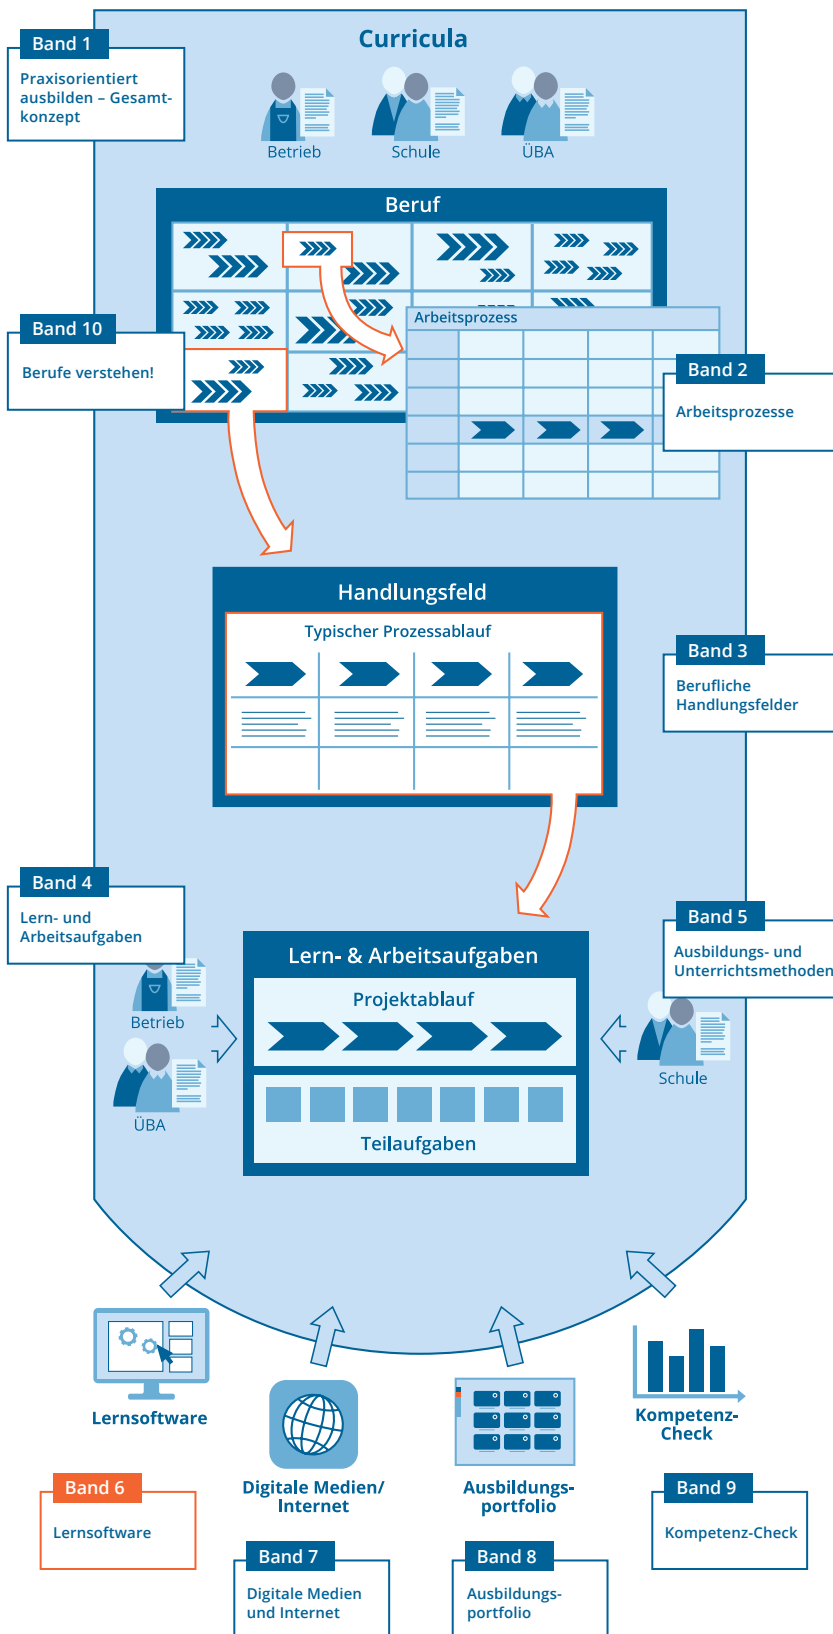 Curricula
Band 1
Praxisorientiert
ausbilden – Gesamt-
konzept
Betrieb
Schule
ÜBA
Beruf
Band 10
Berufe verstehen!
Arbeitsprozess
Band 2
Arbeitsprozesse
Handlungsfeld
Typischer Prozessablauf
Band 3
Berufliche
Handlungsfelder
Band 4
Lern- und
Arbeitsaufgaben
Band 5
Ausbildungs- und
Unterrichtsmethoden
Lern- & Arbeitsaufgaben
Projektablauf
Teilaufgaben
Betrieb
ÜBA
Schule
Lernsoftware
Digitale Medien/
Internet
Ausbildungs-
portfolio
Kompetenz-
Check
Band 6
Lernsoftware
Band 7
Digitale Medien
und Internet
Band 8
Ausbildungs-
portfolio
Band 9
Kompetenz-Check